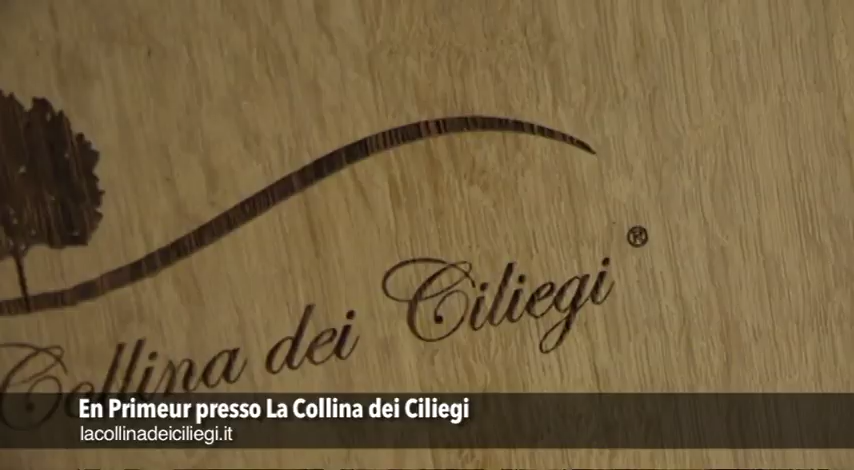 Collina dei Ciliegi ®
En Primeur presso La Collina dei Ciliegi
lacollinadeiciliegi.it